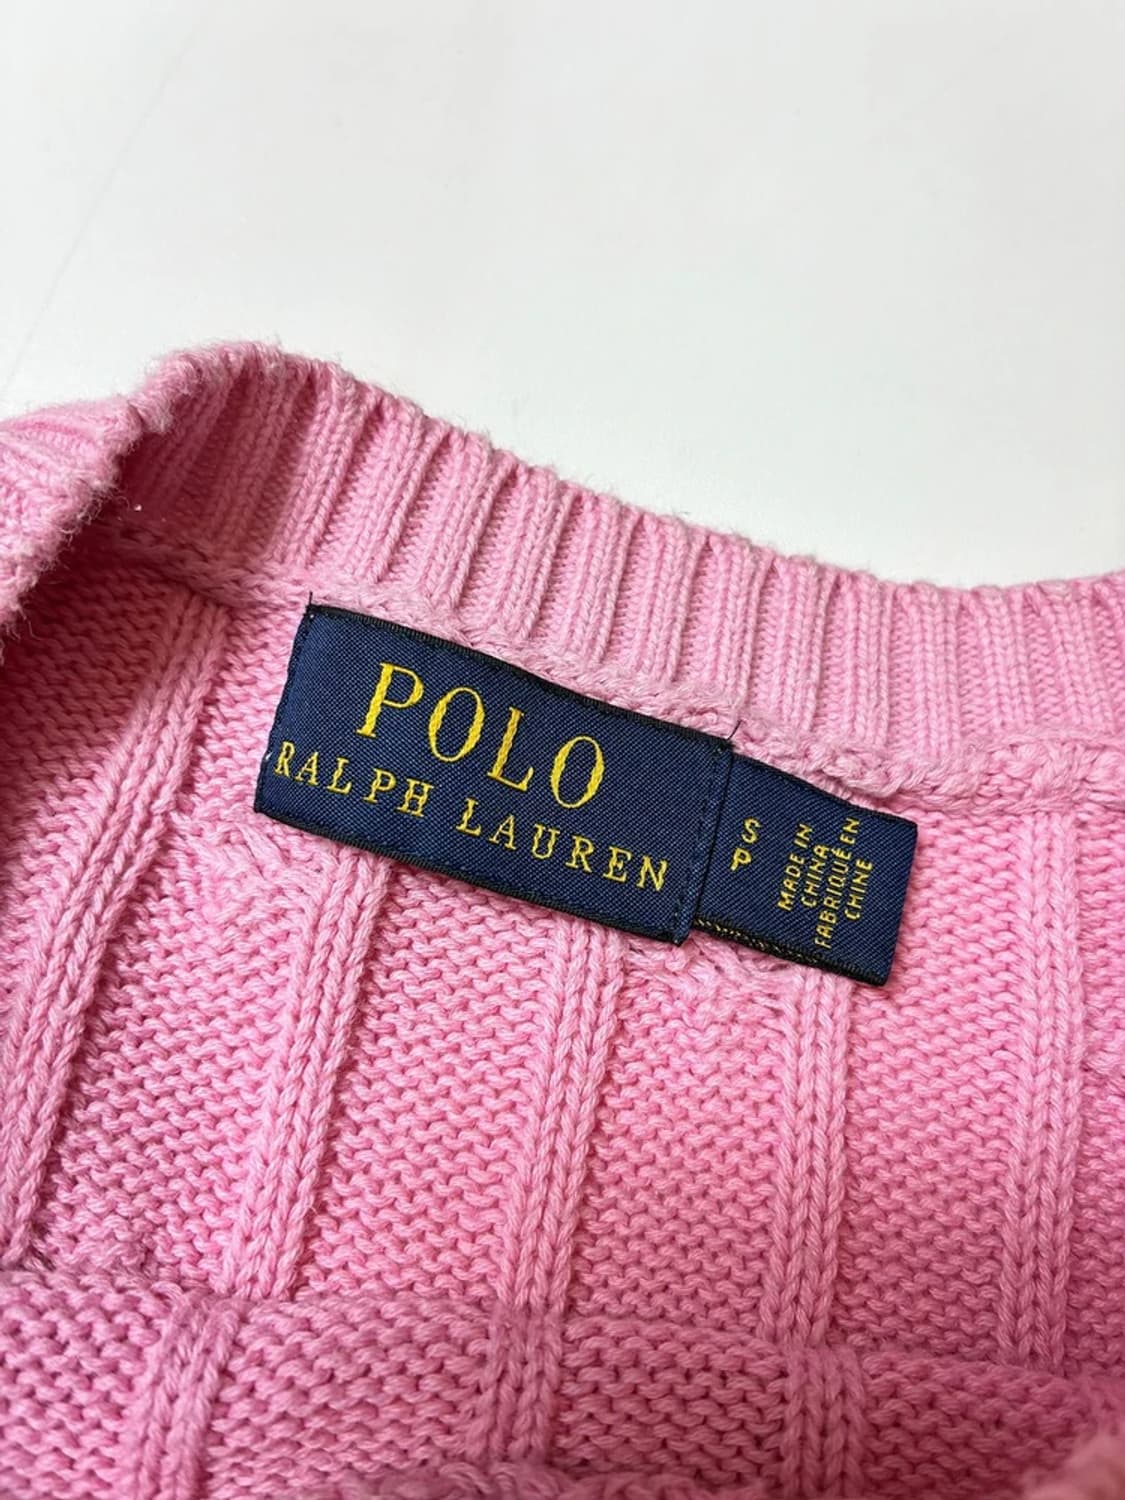 POLO
RALPH LAUREN
S
P
MADE IN
CHINA
FABRIQUÉ EN
CHINE